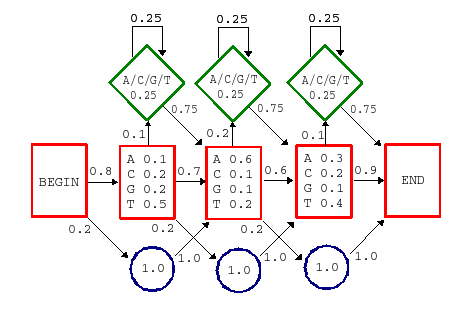 0.25 0.25 0.25
A/C/G/T A/C/G/T A/C/G/T
0.25 0.25 0.25
0.75 0.75 0.75
0.1 0.2 0.1
BEGIN
0.8
A 0.1
C 0.2
G 0.2
T 0.5
0.7
A 0.6
C 0.1
G 0.1
T 0.2
0.6
A 0.3
C 0.2
G 0.1
T 0.4
0.9
END
0.2 0.2 0.2
1.0 1.0 1.0
1.0 1.0 1.0